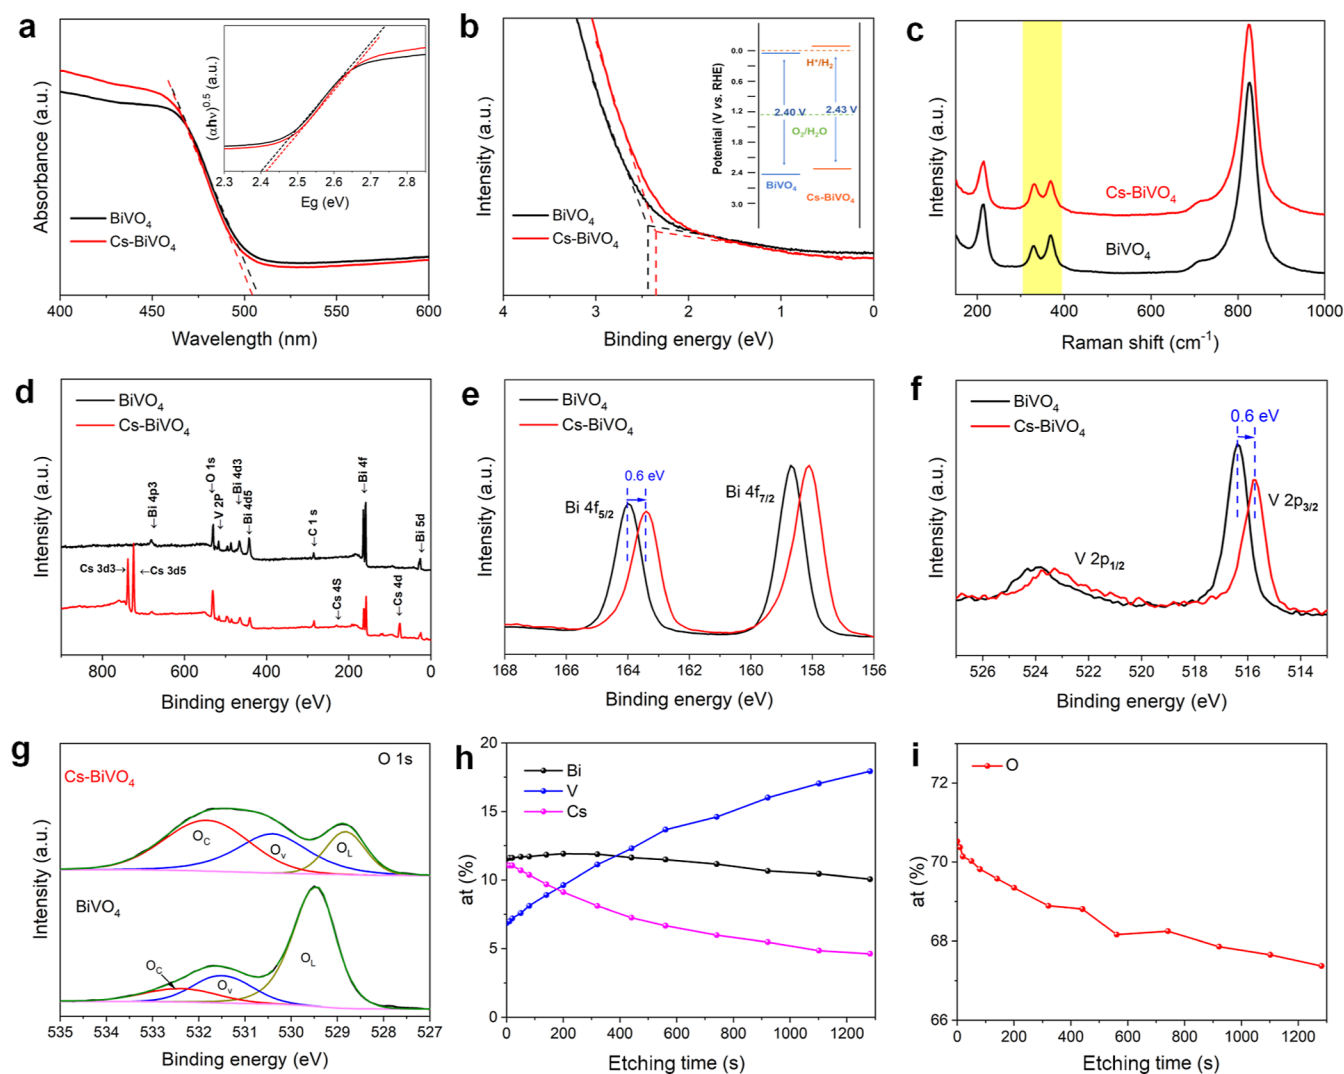 a
Absorbance (a.u.)
BiVO4
Cs-BiVO4
400 450 500 550 600
Wavelength (nm)
(αhν)0.5 (a.u.)
2.3 2.4 2.5 2.6 2.7 2.8
Eg (eV)
b
Intensity (a.u.)
BiVO4
Cs-BiVO4
4 3 2 1 0
Binding energy (eV)
Potential (V vs. RHE)
0.0
0.6
1.2
1.8
2.4
3.0
H+/H2
2.40 V
2.43 V
O2/H2O
BiVO4
Cs-BiVO4
c
Intensity (a.u.)
Cs-BiVO4
BiVO4
200 400 600 800 1000
Raman shift (cm-1)
d
Intensity (a.u.)
BiVO4
Cs-BiVO4
Bi 4p3
O 1s
V 2P
Bi 4d3
Bi 4d5
C 1 s
Bi 4f
Bi 5d
Cs 3d3
Cs 3d5
Cs 4S
Cs 4d
800 600 400 200 0
Binding energy (eV)
e
Intensity (a.u.)
BiVO4
Cs-BiVO4
0.6 eV
Bi 4f5/2
Bi 4f7/2
168 166 164 162 160 158 156
Binding energy (eV)
f
Intensity (a.u.)
BiVO4
Cs-BiVO4
0.6 eV
V 2p3/2
V 2p1/2
526 524 522 520 518 516 514
Binding energy (eV)
g
Intensity (a.u.)
O 1s
Cs-BiVO4
OC
Ov
OL
BiVO4
OC
Ov
OL
535 534 533 532 531 530 529 528 527
Binding energy (eV)
h
at (%)
20
15
10
5
0
Bi
V
Cs
0 200 400 600 800 1000 1200
Etching time (s)
i
at (%)
72
70
68
66
O
0 200 400 600 800 1000 1200
Etching time (s)